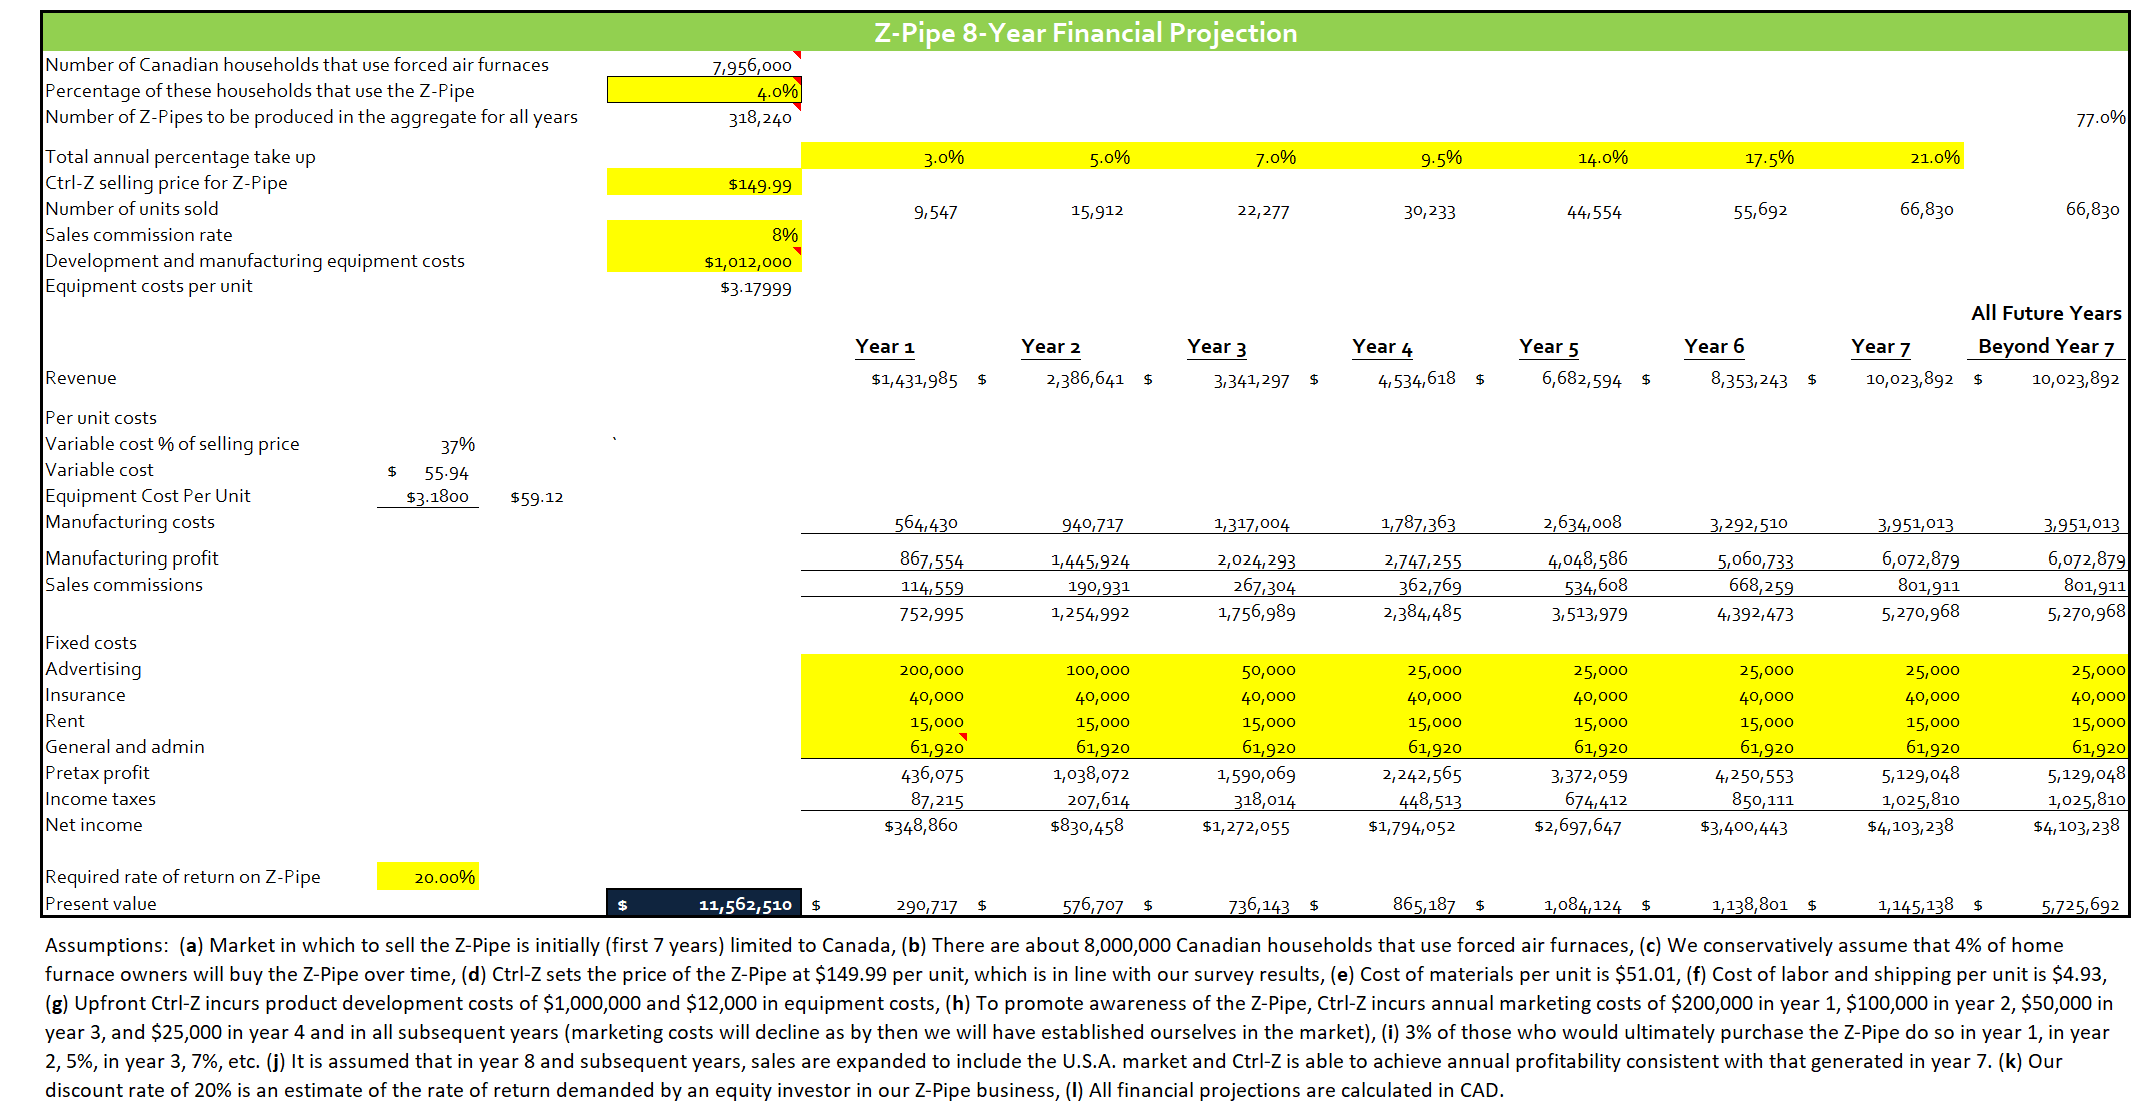 Z-Pipe 8-Year Financial Projection
Number of Canadian households that use forced air furnaces 7,956,000
Percentage of these households that use the Z-Pipe 4.0%
Number of Z-Pipes to be produced in the aggregate for all years 318,240 77.0%
Total annual percentage take up 3.0% 5.0% 7.0% 9.5% 14.0% 17.5% 21.0%
Ctrl-Z selling price for Z-Pipe $149.99
Number of units sold 9,547 15,912 22,277 30,233 44,554 55,692 66,830 66,830
Sales commission rate 8%
Development and manufacturing equipment costs $1,012,000
Equipment costs per unit $3.17999
All Future Years
Year 1 Year 2 Year 3 Year 4 Year 5 Year 6 Year 7 Beyond Year 7
Revenue $1,431,985 $ 2,386,641 $ 3,341,297 $ 4,534,618 $ 6,682,594 $ 8,353,243 $ 10,023,892 $ 10,023,892
Per unit costs
Variable cost % of selling price 37% `
Variable cost $ 55.94
Equipment Cost Per Unit $3.1800 $59.12
Manufacturing costs 564,430 940,717 1,317,004 1,787,363 2,634,008 3,292,510 3,951,013 3,951,013
Manufacturing profit 867,554 1,445,924 2,024,293 2,747,255 4,048,586 5,060,733 6,072,879 6,072,879
Sales commissions 114,559 190,931 267,304 362,769 534,608 668,259 801,911 801,911
752,995 1,254,992 1,756,989 2,384,485 3,513,979 4,392,473 5,270,968 5,270,968
Fixed costs
Advertising 200,000 100,000 50,000 25,000 25,000 25,000 25,000 25,000
Insurance 40,000 40,000 40,000 40,000 40,000 40,000 40,000 40,000
Rent 15,000 15,000 15,000 15,000 15,000 15,000 15,000 15,000
General and admin 61,920 61,920 61,920 61,920 61,920 61,920 61,920 61,920
Pretax profit 436,075 1,038,072 1,590,069 2,242,565 3,372,059 4,250,553 5,129,048 5,129,048
Income taxes 87,215 207,614 318,014 448,513 674,412 850,111 1,025,810 1,025,810
Net income $348,860 $830,458 $1,272,055 $1,794,052 $2,697,647 $3,400,443 $4,103,238 $4,103,238
Required rate of return on Z-Pipe 20.00%
Present value $ 11,562,510 $ 290,717 $ 576,707 $ 736,143 $ 865,187 $ 1,084,124 $ 1,138,801 $ 1,145,138 $ 5,725,692
Assumptions: (a) Market in which to sell the Z-Pipe is initially (first 7 years) limited to Canada, (b) There are about 8,000,000 Canadian households that use forced air furnaces, (c) We conservatively assume that 4% of home
furnace owners will buy the Z-Pipe over time, (d) Ctrl-Z sets the price of the Z-Pipe at $149.99 per unit, which is in line with our survey results, (e) Cost of materials per unit is $51.01, (f) Cost of labor and shipping per unit is $4.93,
(g) Upfront Ctrl-Z incurs product development costs of $1,000,000 and $12,000 in equipment costs, (h) To promote awareness of the Z-Pipe, Ctrl-Z incurs annual marketing costs of $200,000 in year 1, $100,000 in year 2, $50,000 in
year 3, and $25,000 in year 4 and in all subsequent years (marketing costs will decline as by then we will have established ourselves in the market), (i) 3% of those who would ultimately purchase the Z-Pipe do so in year 1, in year
2, 5%, in year 3, 7%, etc. (j) It is assumed that in year 8 and subsequent years, sales are expanded to include the U.S.A. market and Ctrl-Z is able to achieve annual profitability consistent with that generated in year 7. (k) Our
discount rate of 20% is an estimate of the rate of return demanded by an equity investor in our Z-Pipe business, (l) All financial projections are calculated in CAD.